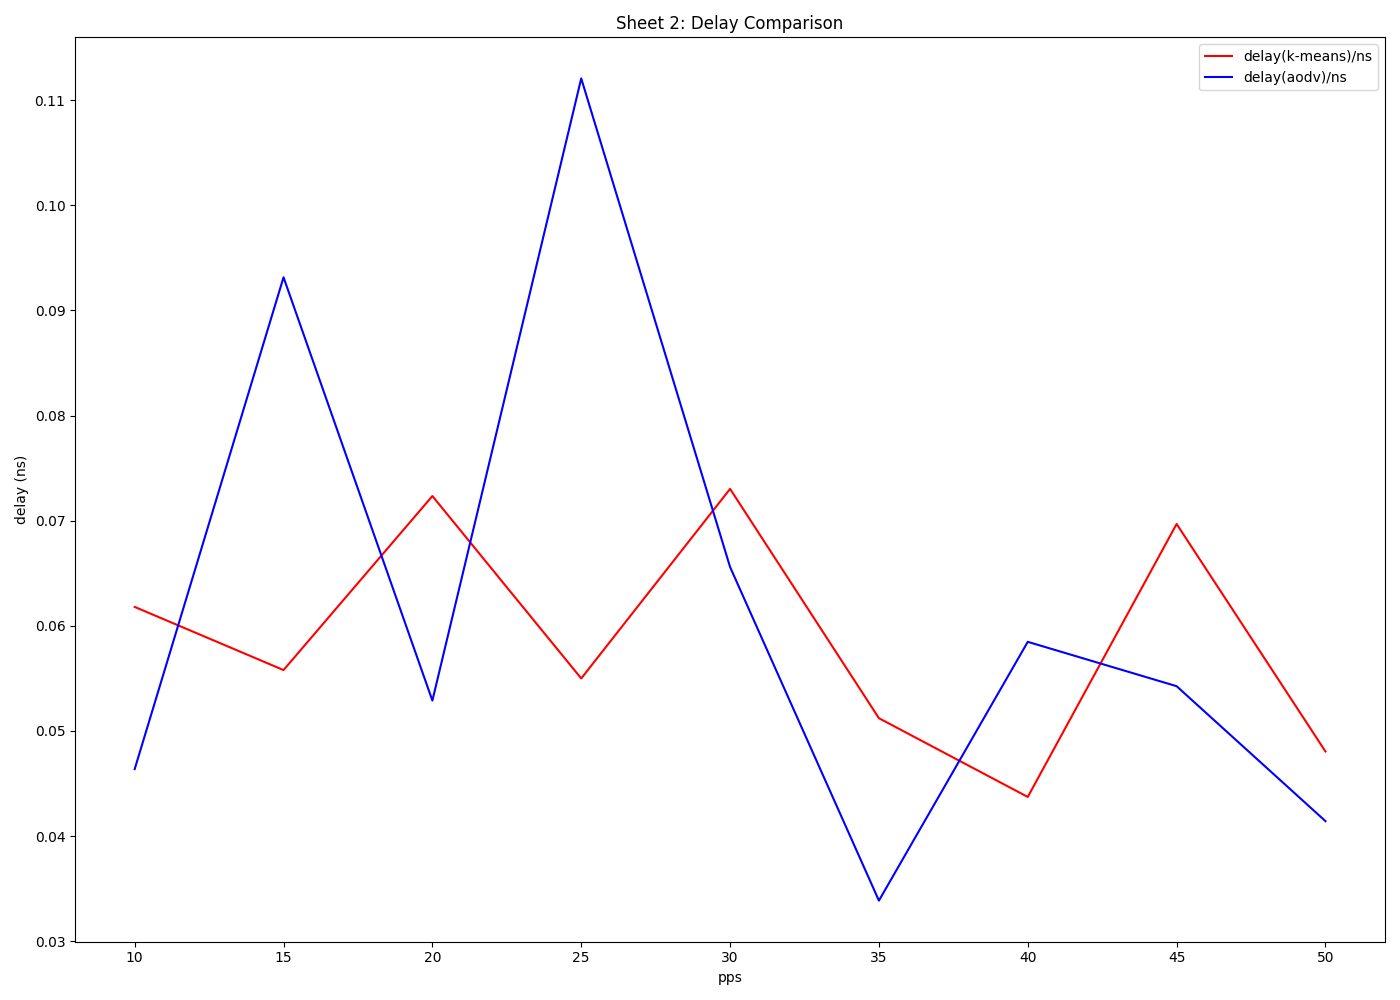 Sheet 2: Delay Comparison
delay(k-means)/ns
delay(aodv)/ns
0.11
0.10
0.09
0.08
0.07
0.06
0.05
0.04
0.03
delay (ns)
10 15 20 25 30 35 40 45 50
pps